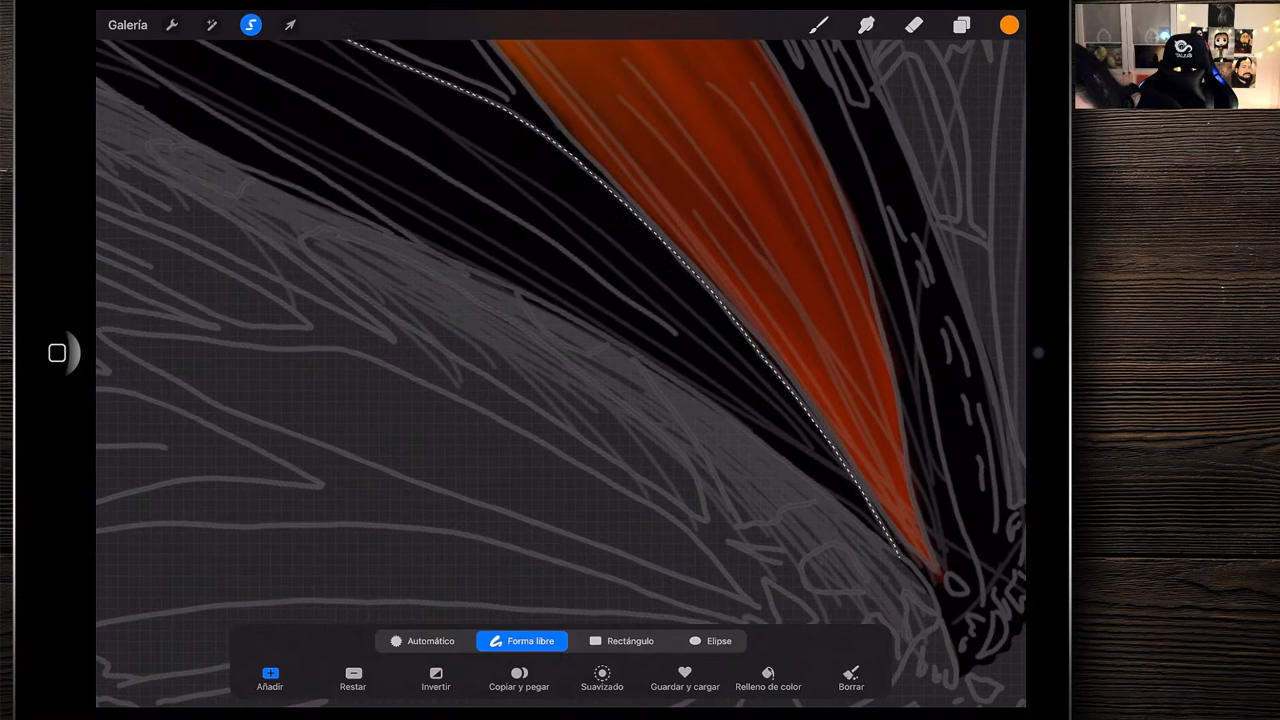 Galería
Automático
Forma libre
Rectángulo
Elipse
Añadir
Restar
Invertir
Copiar y pegar
Suavizado
Guardar y cargar
Relleno de color
Borrar